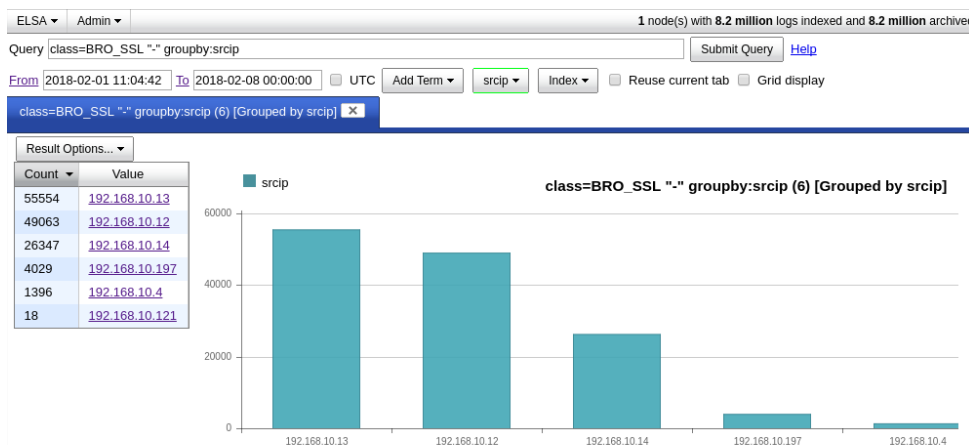 ELSA Admin 1 node(s) with 8.2 million logs indexed and 8.2 million archived
Query class=BRO_SSL "-" groupby:srcip Submit Query Help
From 2018-02-01 11:04:42 To 2018-02-08 00:00:00 UTC Add Term srcip Index Reuse current tab Grid display
class=BRO_SSL "-" groupby:srcip (6) [Grouped by srcip] ×
Result Options...
Count Value
55554 192.168.10.13
49063 192.168.10.12
26347 192.168.10.14
4029 192.168.10.197
1396 192.168.10.4
18 192.168.10.121
srcip
class=BRO_SSL "-" groupby:srcip (6) [Grouped by srcip]
60000
40000
20000
0
192.168.10.13 192.168.10.12 192.168.10.14 192.168.10.197 192.168.10.4